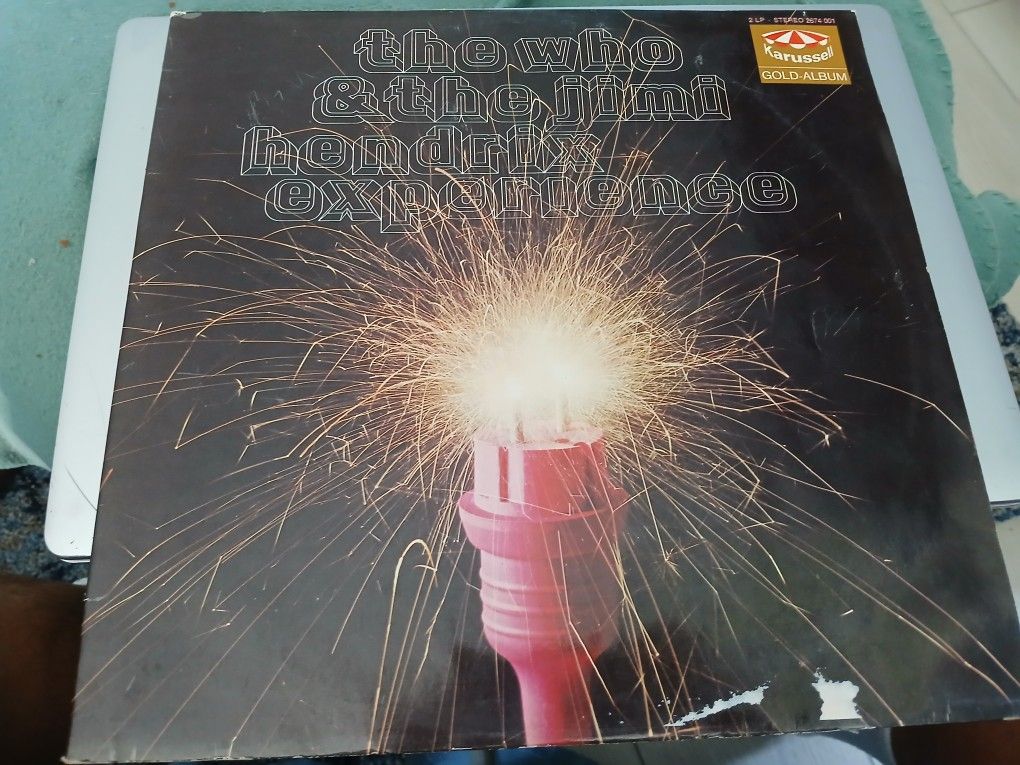 2 LP · STEREO 2674 001
Karussell
GOLD-ALBUM
the who
& the jimi
hendrix
experience